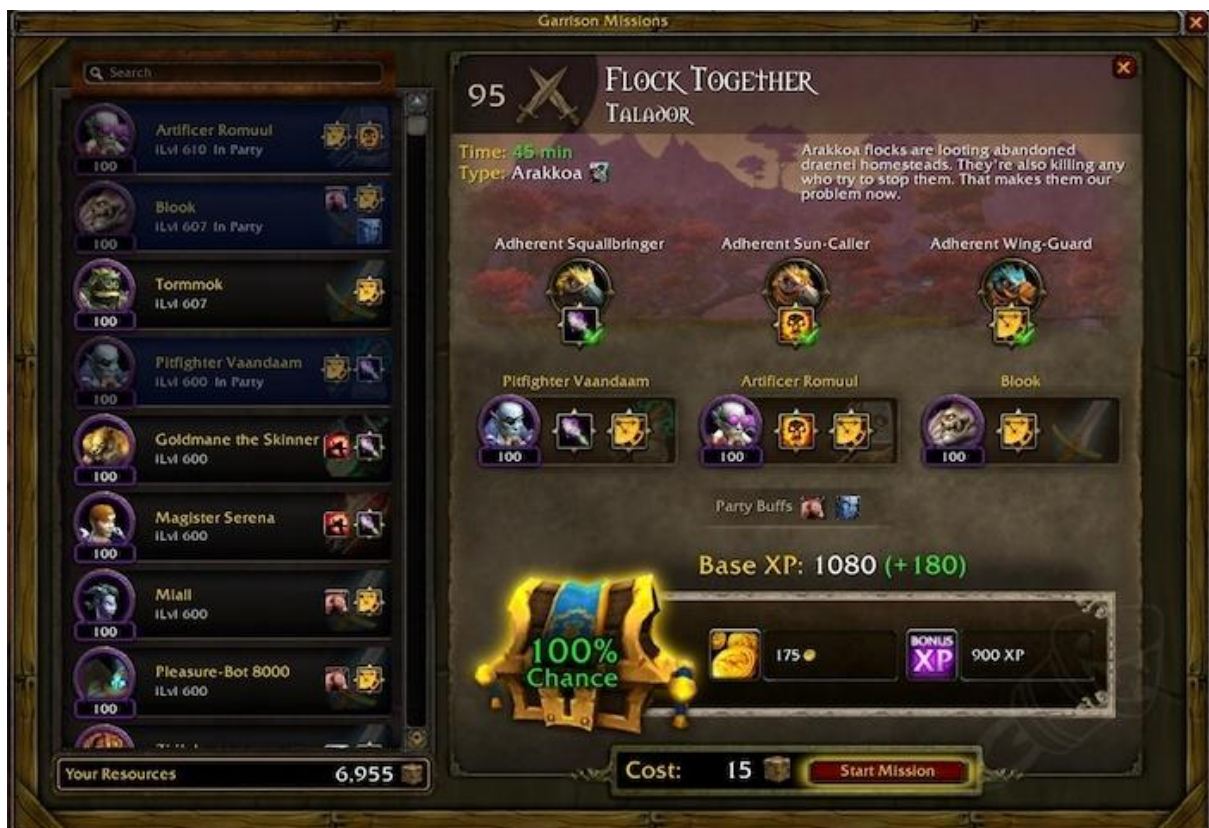 Garrison Missions
Search
Artificer Romuul
iLvl 610 In Party
100
Blook
iLvl 607 In Party
100
Tormmok
iLvl 607
100
Pitfighter Vaandaam
iLvl 600 In Party
100
Goldmane the Skinner
iLvl 600
100
Magister Serena
iLvl 600
100
Miall
iLvl 600
100
Pleasure-Bot 8000
iLvl 600
100
Your Resources 6,955
95 Flock Together
Talador
Time: 45 min
Type: Arakkoa
Arakkoa flocks are looting abandoned
draenei homesteads. They're also killing any
who try to stop them. That makes them our
problem now.
Adherent Squallbringer Adherent Sun-Caller Adherent Wing-Guard
Pitfighter Vaandaam Artificer Romuul Blook
100 100 100
Party Buffs
Base XP: 1080 (+180)
100%
Chance
175
BONUS
XP
900 XP
Cost: 15 Start Mission